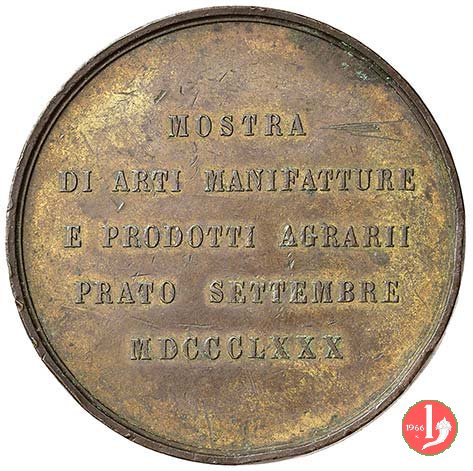 MOSTRA
DI ARTI MANIFATTURE
E PRODOTTI AGRARII
PRATO SETTEMBRE
MDCCCLXXX
1966